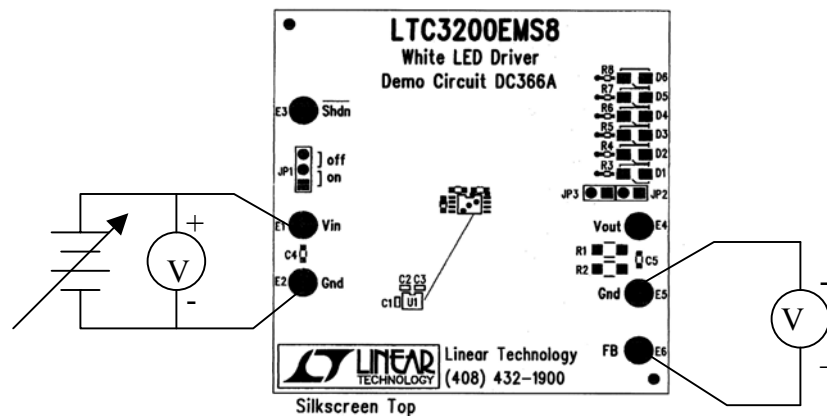 LTC3200EMS8
White LED Driver
Demo Circuit DC366A
E3
Shdn
JP1
off
on
E1
Vin
C4
E2
Gnd
+
V
-
R8
D6
R7
D5
R6
D4
R5
D3
R4
D2
R3
D1
JP3
JP2
Vout
E4
R1
R2
C5
Gnd
E5
FB
E6
C2
C3
C1
U1
V
LT
LINEAR
TECHNOLOGY
Linear Technology
(408) 432-1900
Silkscreen Top